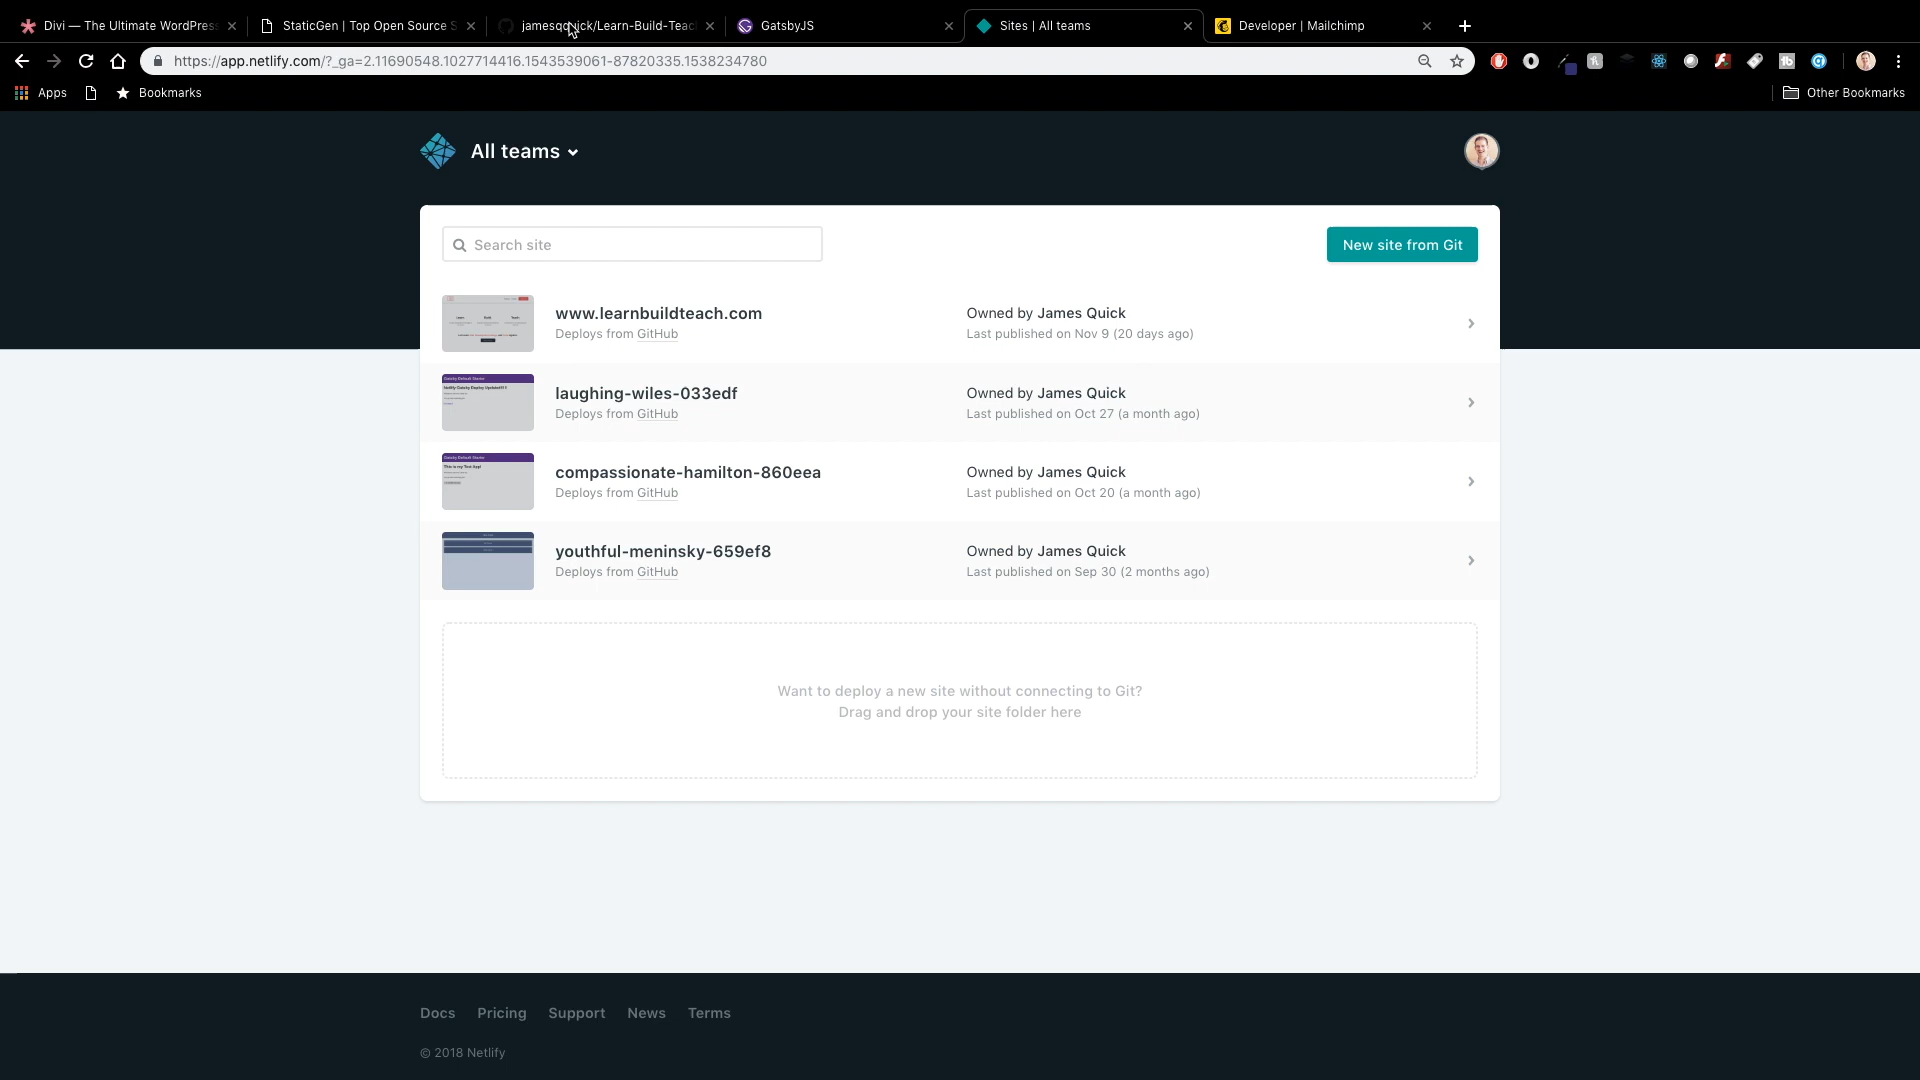 Divi — The Ultimate WordPress
StaticGen | Top Open Source S
jamesqquick/Learn-Build-Teac
GatsbyJS
Sites | All teams
Developer | Mailchimp
https://app.netlify.com/?_ga=2.11690548.1027714416.1543539061-87820335.1538234780
Apps
Bookmarks
Other Bookmarks
All teams
Search site
New site from Git
www.learnbuildteach.com
Deploys from GitHub
Owned by James Quick
Last published on Nov 9 (20 days ago)
laughing-wiles-033edf
Deploys from GitHub
Owned by James Quick
Last published on Oct 27 (a month ago)
compassionate-hamilton-860eea
Deploys from GitHub
Owned by James Quick
Last published on Oct 20 (a month ago)
youthful-meninsky-659ef8
Deploys from GitHub
Owned by James Quick
Last published on Sep 30 (2 months ago)
Want to deploy a new site without connecting to Git?
Drag and drop your site folder here
Docs Pricing Support News Terms
© 2018 Netlify